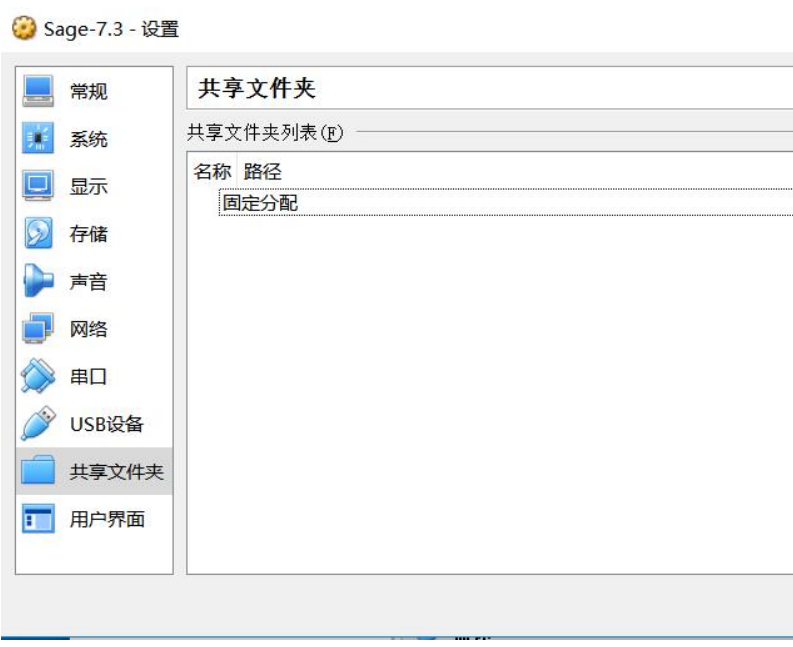 Sage-7.3 - 设置
常规
系统
显示
存储
声音
网络
串口
USB设备
共享文件夹
用户界面
共享文件夹
共享文件夹列表(F)
名称 路径
固定分配